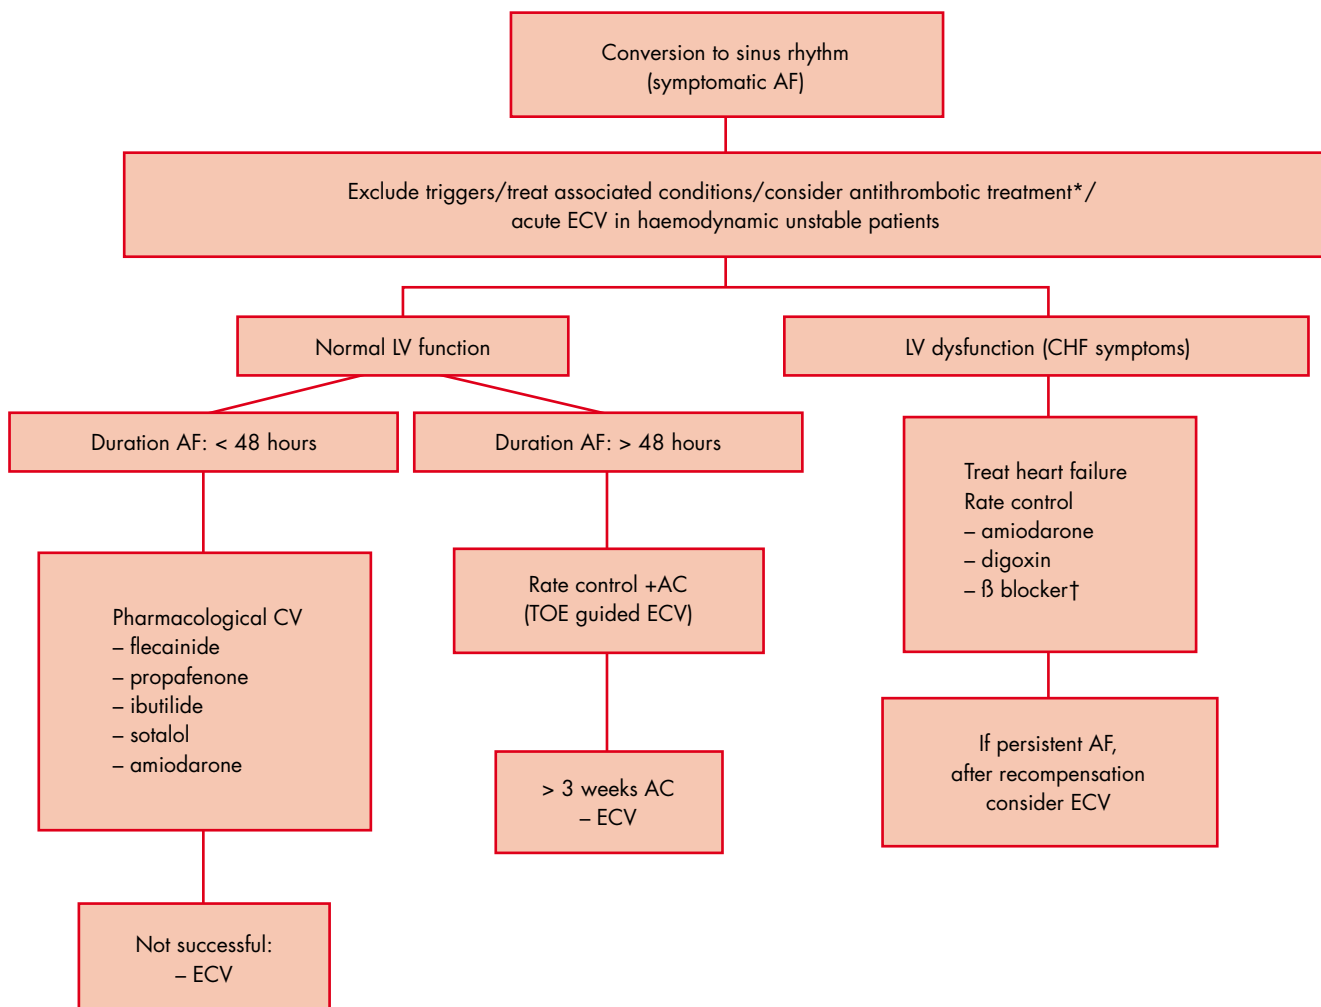 Conversion to sinus rhythm
(symptomatic AF)
Exclude triggers/treat associated conditions/consider antithrombotic treatment*/
acute ECV in haemodynamic unstable patients
Normal LV function
LV dysfunction (CHF symptoms)
Duration AF: < 48 hours
Duration AF: > 48 hours
Treat heart failure
Rate control
– amiodarone
– digoxin
– ß blocker†
Pharmacological CV
– flecainide
– propafenone
– ibutilide
– sotalol
– amiodarone
Rate control +AC
(TOE guided ECV)
> 3 weeks AC
– ECV
If persistent AF,
after recompensation
consider ECV
Not successful:
– ECV